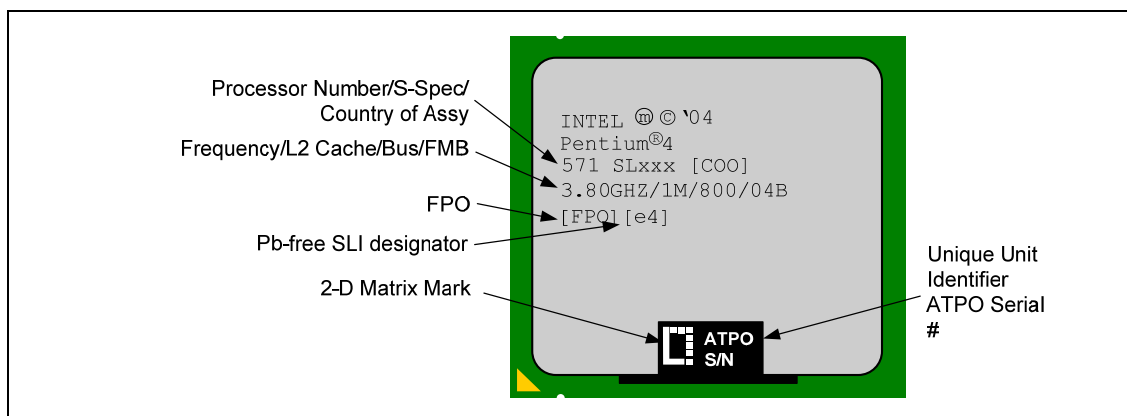 Processor Number/S-Spec/
Country of Assy
Frequency/L2 Cache/Bus/FMB
FPO
Pb-free SLI designator
2-D Matrix Mark
INTEL ⓜ © '04
Pentium®4
571 SLxxx [COO]
3.80GHZ/1M/800/04B
[FPO][e4]
ATPO
S/N
Unique Unit
Identifier
ATPO Serial
#